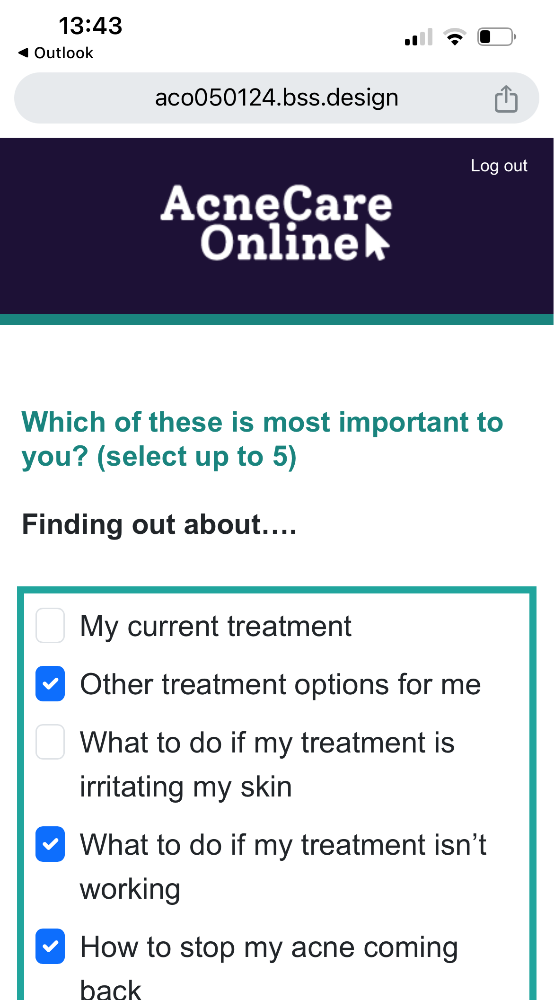 13:43
◀ Outlook
aco050124.bss.design
Log out
AcneCare
Online
Which of these is most important to
you? (select up to 5)
Finding out about....
My current treatment
Other treatment options for me
What to do if my treatment is
irritating my skin
What to do if my treatment isn’t
working
How to stop my acne coming
back